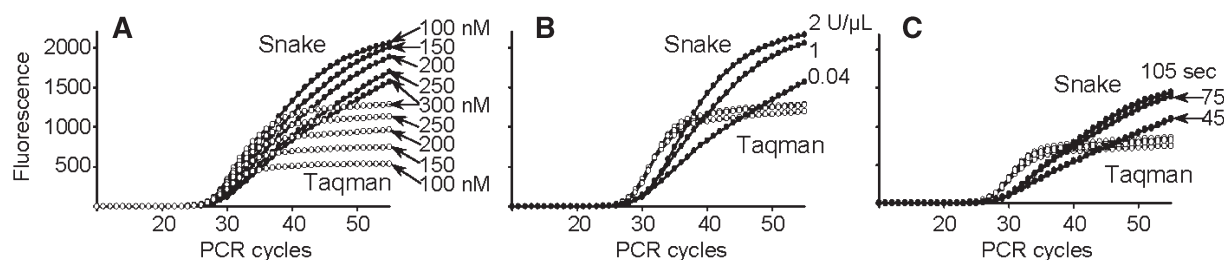 A
Snake
100 nM
150
200
250
300 nM
250
200
150
100 nM
Taqman
2000
1500
1000
500
Fluorescence
20 30 40 50
PCR cycles
B
Snake
2 U/µL
1
0.04
Taqman
20 30 40 50
PCR cycles
C
Snake
105 sec
75
45
Taqman
20 30 40 50
PCR cycles